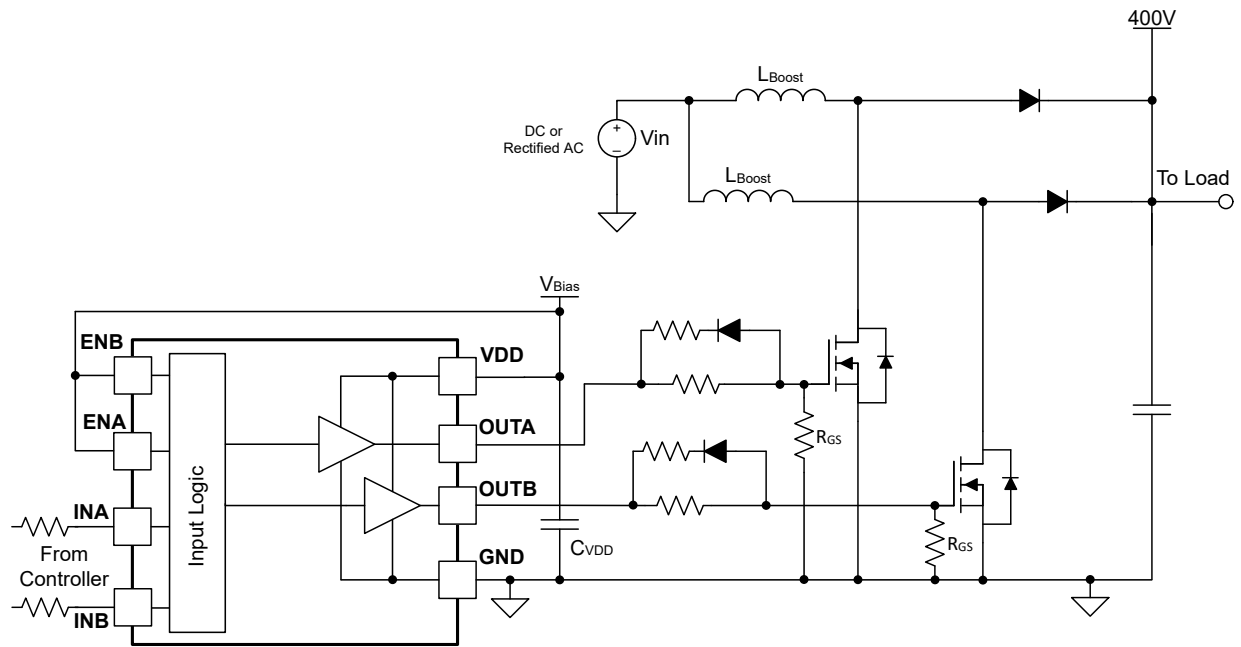 400V
LBoost
DC or
Rectified AC
+
Vin
–
LBoost
To Load
VBias
ENB
VDD
ENA
OUTA
RGS
Input Logic
INA
OUTB
From
Controller
CVDD
RGS
GND
INB